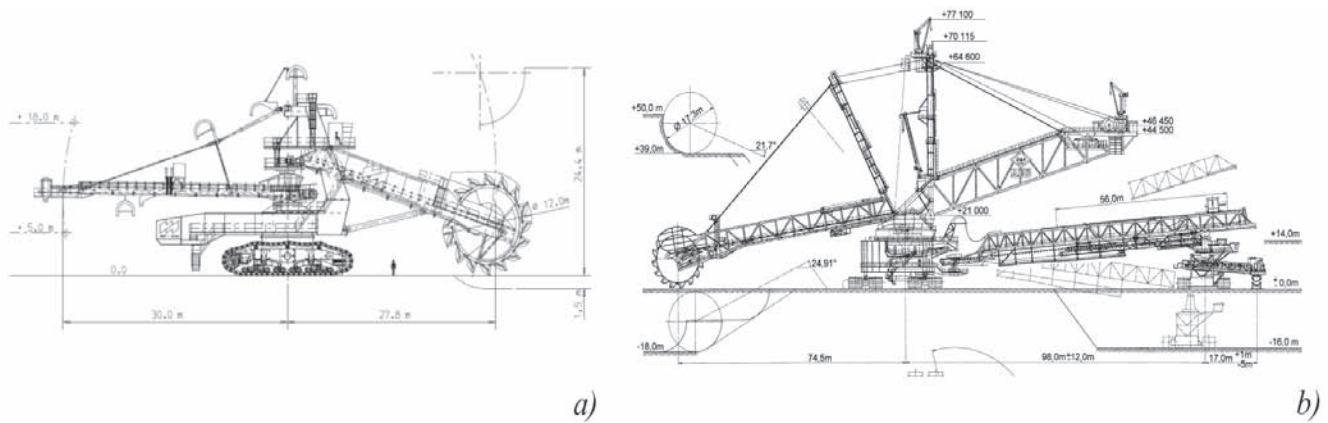 + 18.0 m
+ 5.0 m
0.0
30.0 m
27.8 m
24.4 m
1.5
Ø 12.0m
a)
+77 100
+70 115
+64 600
+50,0 m
Ø 17,3m
+39,0m
21,7°
+46 450
+44 500
56,0m
+21 000
+14,0m
24,91°
± 0,0m
-18,0m
-16,0 m
74,5m
98,0m±12,0m
17,0m +1m
-5m
b)